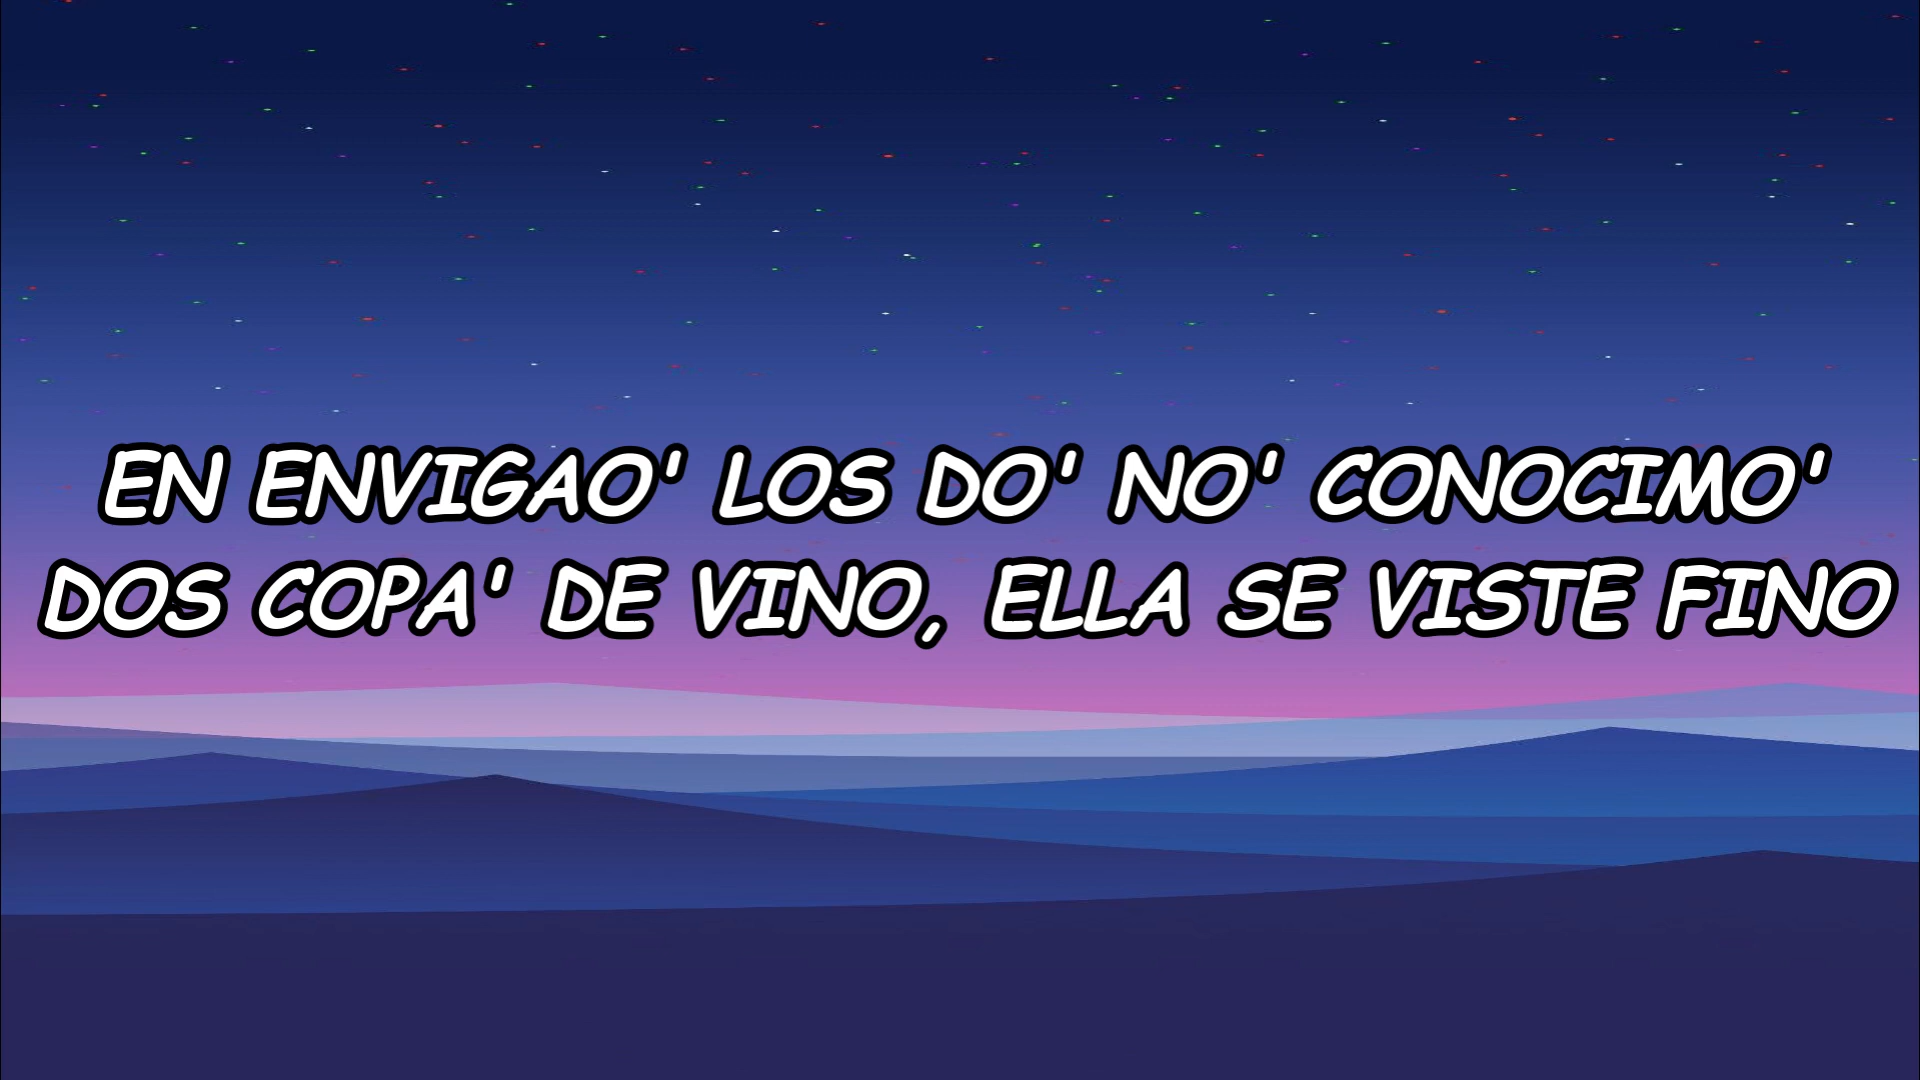 EN ENVIGAO' LOS DO' NO' CONOCIMO'
DOS COPA' DE VINO, ELLA SE VISTE FINO